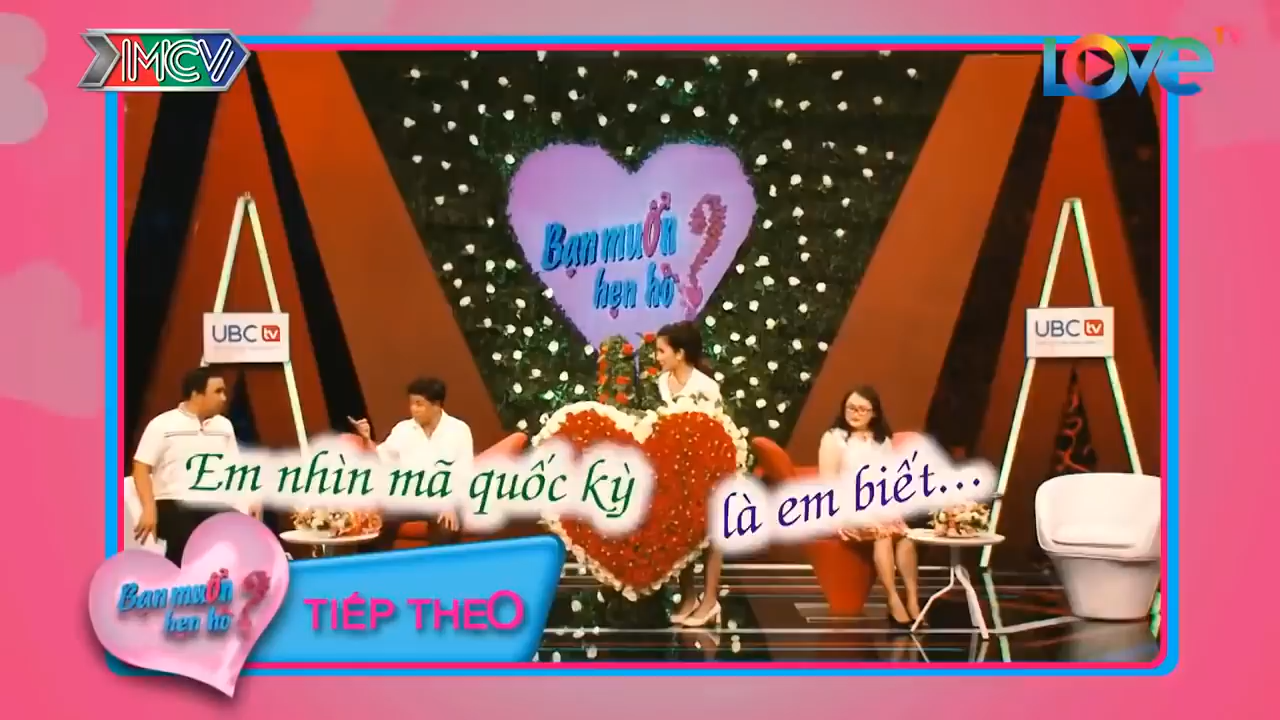 MCV
LOVE TV
Bạn muốn
hẹn hò ?
UBC tv
UBC tv
Em nhìn mã quốc kỳ
là em biết...
Bạn muốn
hẹn hò ?
TIẾP THEO